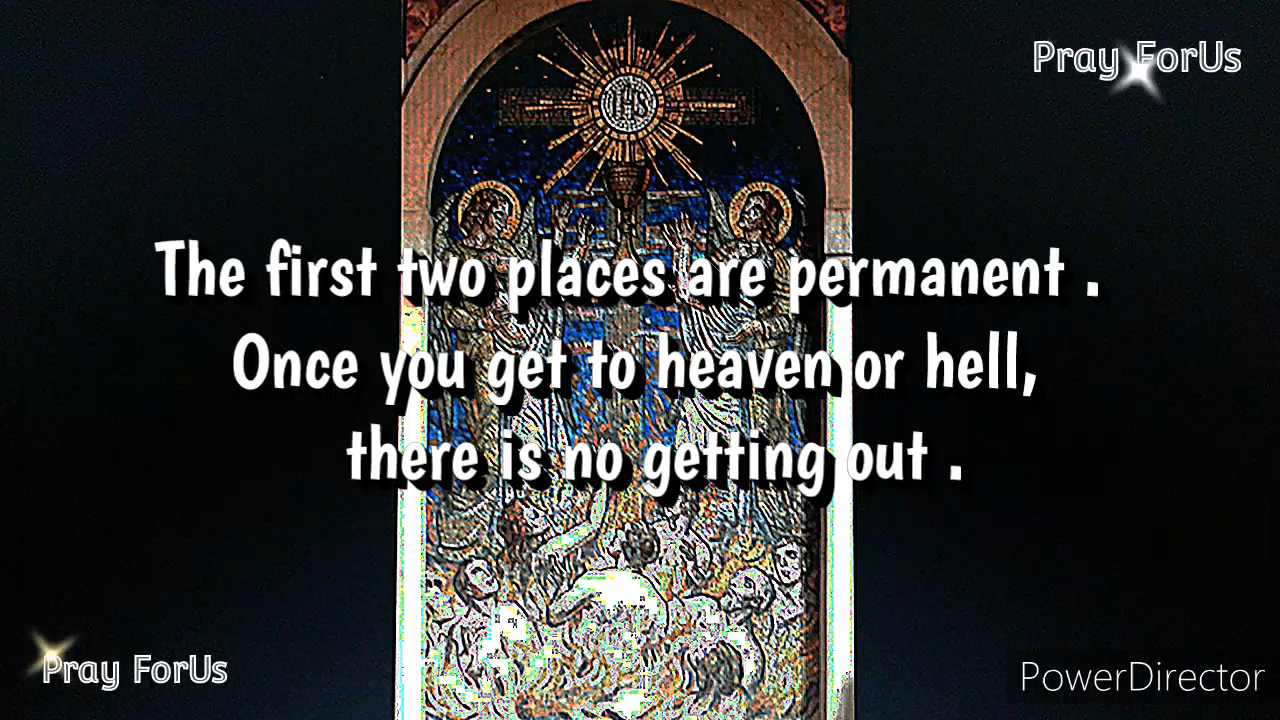 Pray ForUs
IHS
The first two places are permanent .
Once you get to heaven or hell,
there is no getting out .
Pray ForUs
PowerDirector